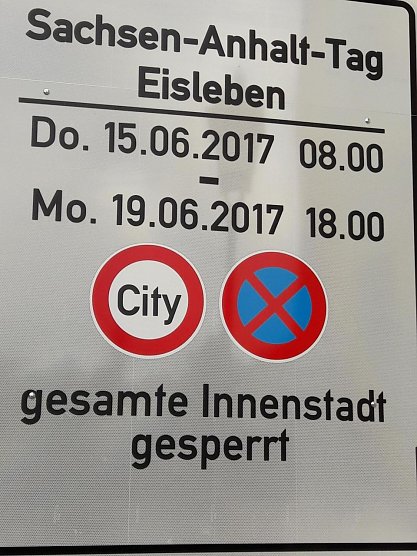 Sachsen-Anhalt-Tag
Eisleben
Do. 15.06.2017 08.00
–
Mo. 19.06.2017 18.00
City
gesamte Innenstadt
gesperrt